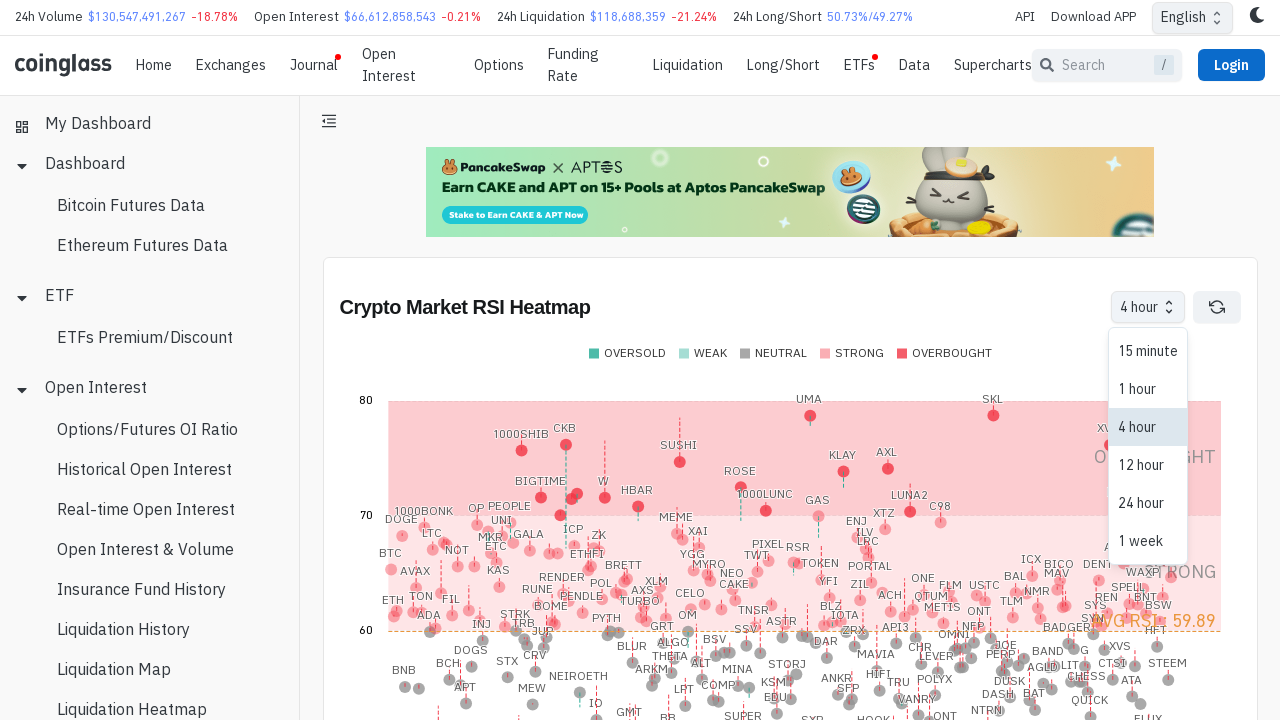 24h Volume $130,547,491,267 -18.78% Open Interest $66,612,858,543 -0.21% 24h Liquidation $118,688,359 -21.24% 24h Long/Short 50.73%/49.27% API Download APP English
coinglass Home Exchanges Journal Open Interest Options Funding Rate Liquidation Long/Short ETFs Data Supercharts Search / Login
My Dashboard
Dashboard
Bitcoin Futures Data
Ethereum Futures Data
ETF
ETFs Premium/Discount
Open Interest
Options/Futures OI Ratio
Historical Open Interest
Real-time Open Interest
Open Interest & Volume
Insurance Fund History
Liquidation History
Liquidation Map
Liquidation Heatmap
PancakeSwap X APTOS
Earn CAKE and APT on 15+ Pools at Aptos PancakeSwap
Stake to Earn CAKE & APT Now
Crypto Market RSI Heatmap
4 hour
15 minute
1 hour
4 hour
12 hour
24 hour
1 week
OVERSOLD WEAK NEUTRAL STRONG OVERBOUGHT
80
UMA SKL
1000SHIB CKB
SUSHI
KLAY AXL
ROSE
BIGTIME W
HBAR 1000LUNC LUNA2
GAS C98
70
1000BONK OP PEOPLE
DOGE UNI MEME XTZ
LTC MKR GALA ICP ZK XAI ENJ
ILV
NOT ETC ETHFI PIXEL RSR LRC
BTC YGG TWT
AVAX KAS BRETT MYRO TOKEN PORTAL ICX BICO
RENDER NEO BAL MAV WAXP
STRONG
RUNE POL AXS XLM CAKE YFI ZIL ONE FLM USTC NMR SPELL
ETH TON FIL BOME PENDLE TURBO CELO BLZ ACH QTUM TLM REN BNT
ADA STRK PYTH OM TNSR IOTA METIS ONT SYS BSW
INJ TRB GRT SSV ASTR ZRX API3 NFP BADGER SYN HFT
AVG RSI : 59.89
60
JUP BLUR ALGO BSV DAR OMNI
DOGS CRV THETA CHR JOE BAND G XVS
BNB BCH STX ARKM ALT MINA STORJ MAVIA LEVER PERP AGLD LIT CTSI STEEM
APT MEW NEIROETH LPT COMP KSM ANKR HIFI TRU POLYX DUSK CHESS ATA
IO EDU SFP VANRY DASH BAT QUICK
GMT BB SUPER SXP HOOK ONT NTRN FLUX